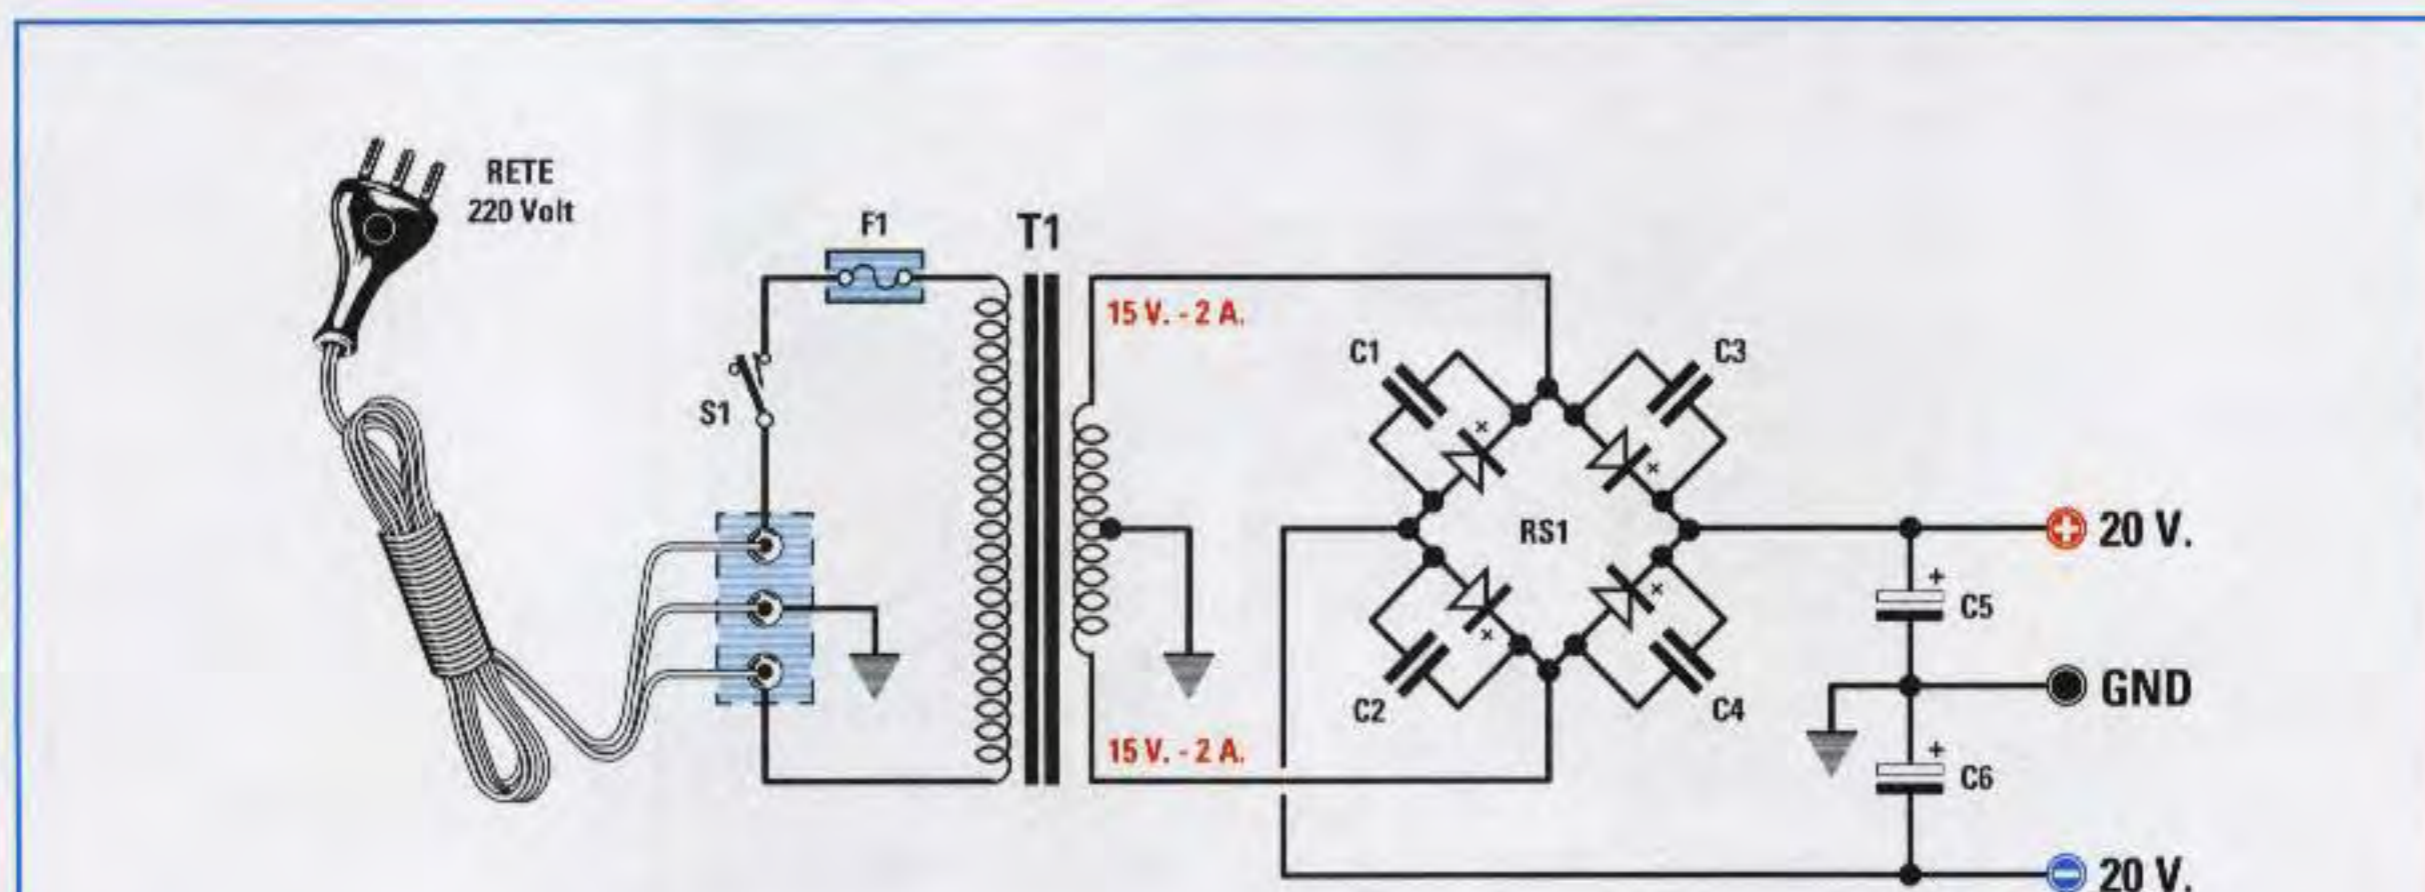 RETE
220 Volt
F1
T1
15 V. - 2 A.
S1
C1
C3
RS1
+ 20 V.
+
C5
C2
C4
GND
15 V. - 2 A.
+
C6
- 20 V.